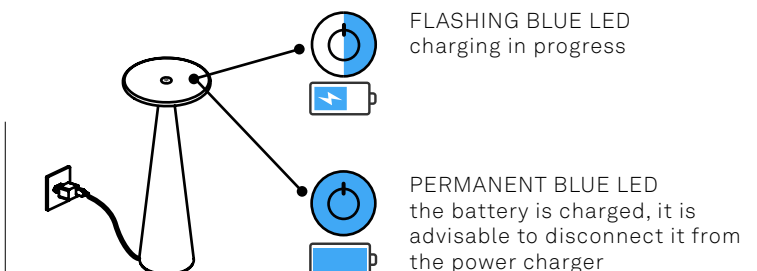 FLASHING BLUE LED
charging in progress
PERMANENT BLUE LED
the battery is charged, it is
advisable to disconnect it from
the power charger